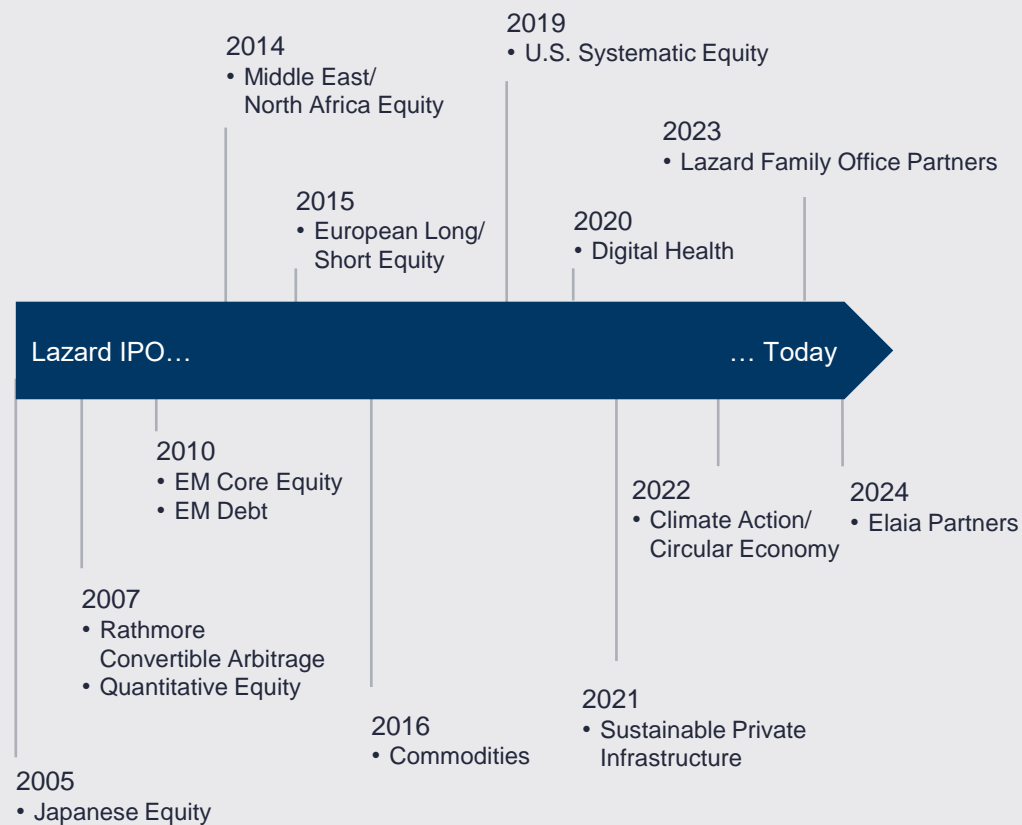 2019
• U.S. Systematic Equity
2014
• Middle East/
North Africa Equity
2023
• Lazard Family Office Partners
2015
• European Long/
Short Equity
2020
• Digital Health
Lazard IPO…
… Today
2010
• EM Core Equity
• EM Debt
2022
• Climate Action/
Circular Economy
2024
• Elaia Partners
2007
• Rathmore
Convertible Arbitrage
• Quantitative Equity
2021
• Sustainable Private
Infrastructure
2016
• Commodities
2005
• Japanese Equity